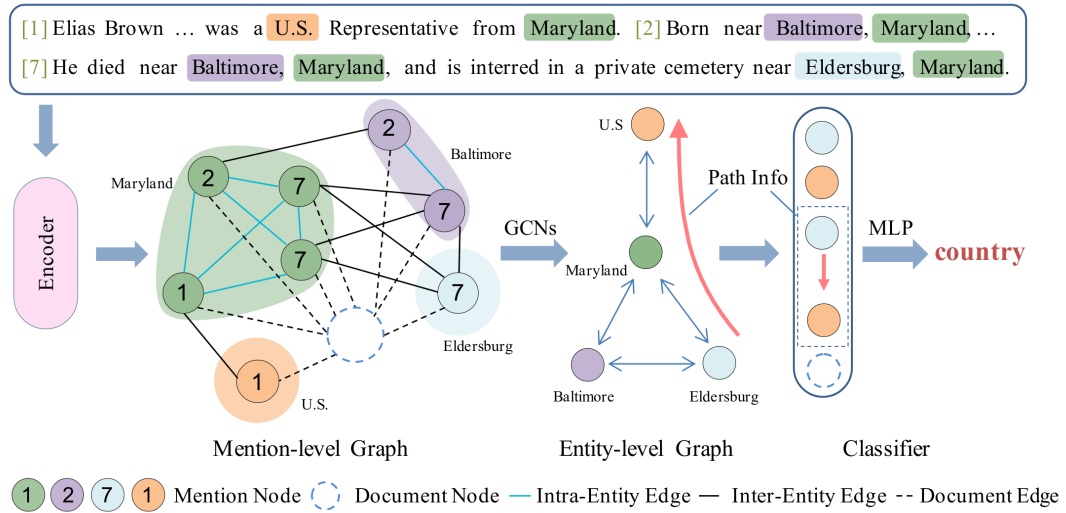 [1] Elias Brown … was a U.S. Representative from Maryland. [2] Born near Baltimore, Maryland, …
[7] He died near Baltimore, Maryland, and is interred in a private cemetery near Eldersburg, Maryland.
Encoder
Maryland
2
7
7
1
2
Baltimore
7
7
Eldersburg
1
U.S.
Mention-level Graph
GCNs
U.S
Maryland
Baltimore
Eldersburg
Entity-level Graph
Path Info
Classifier
MLP
country
1 2 7 1 Mention Node Document Node Intra-Entity Edge Inter-Entity Edge Document Edge